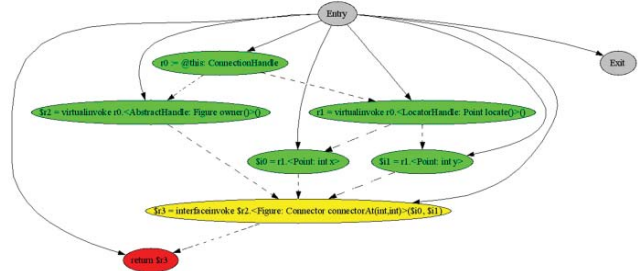 Entry
r0 := @this: ConnectionHandle
Exit
$r2 = virtualinvoke r0.<AbstractHandle: Figure owner()>()
r1 = virtualinvoke r0.<LocatorHandle: Point locate()>()
$i0 = r1.<Point: int x>
$i1 = r1.<Point: int y>
$r3 = interfaceinvoke $r2.<Figure: Connector connectorAt(int,int)>($i0, $i1)
return $r3